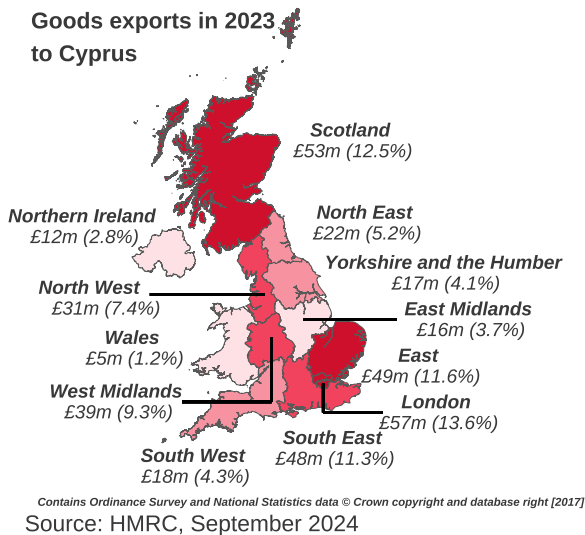 Goods exports in 2023
to Cyprus
Scotland
£53m (12.5%)
Northern Ireland
£12m (2.8%)
North East
£22m (5.2%)
Yorkshire and the Humber
£17m (4.1%)
North West
£31m (7.4%)
East Midlands
£16m (3.7%)
Wales
£5m (1.2%)
East
£49m (11.6%)
West Midlands
£39m (9.3%)
London
£57m (13.6%)
South East
£48m (11.3%)
South West
£18m (4.3%)
Contains Ordinance Survey and National Statistics data © Crown copyright and database right [2017]
Source: HMRC, September 2024